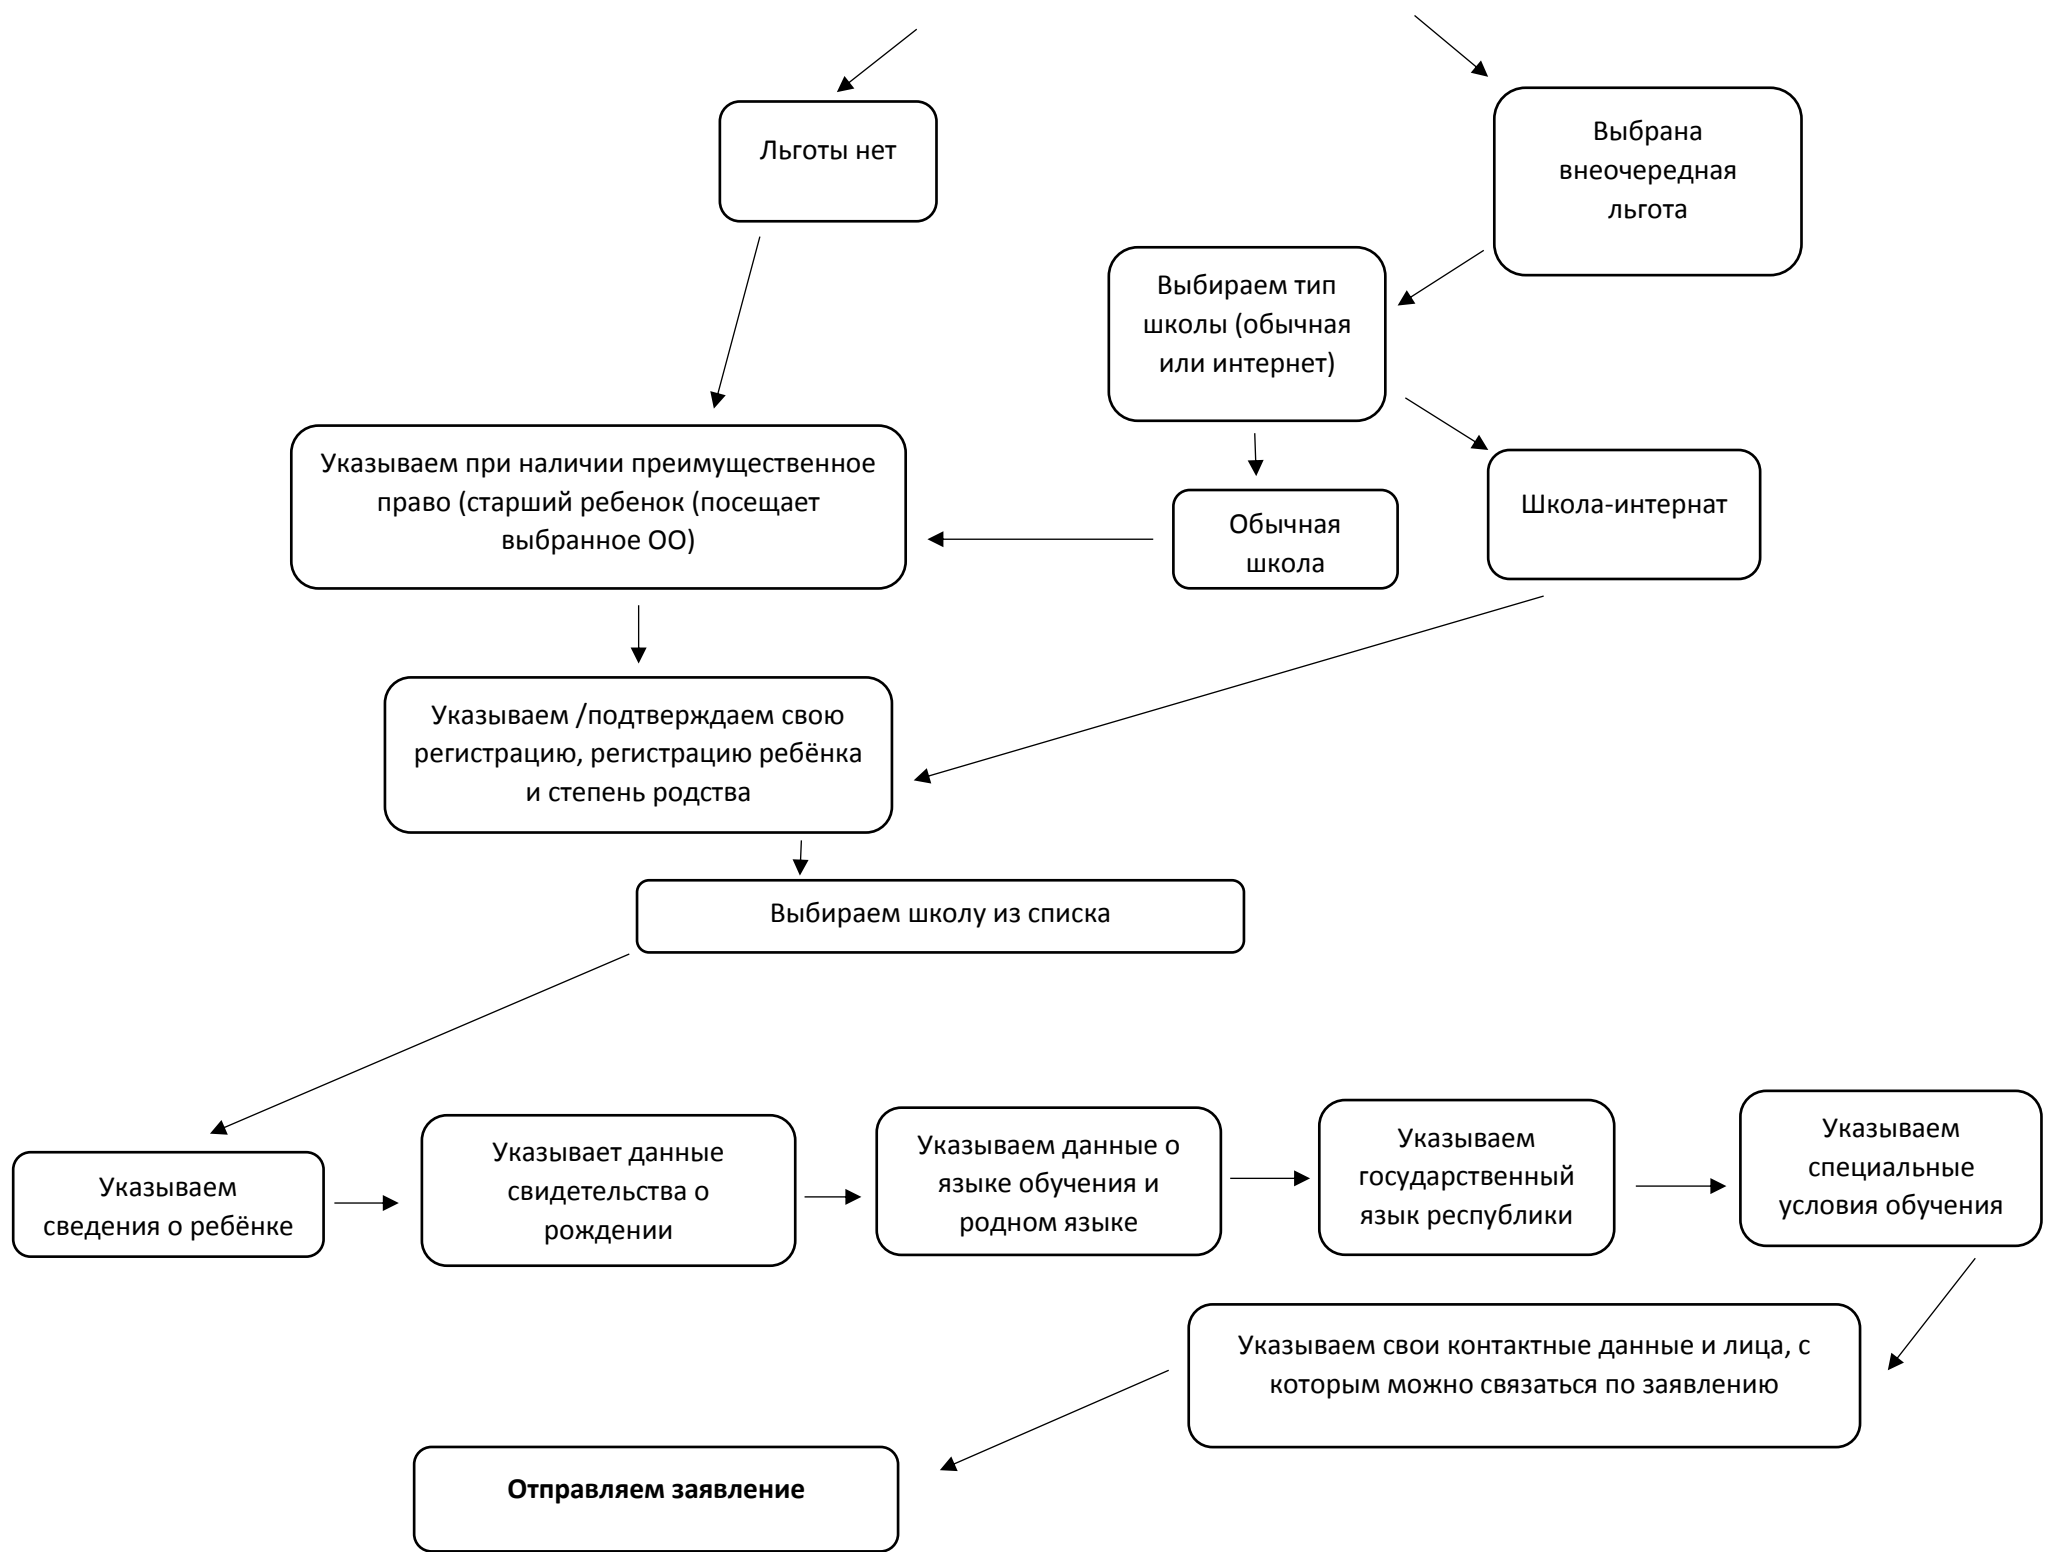 Льготы нет
Выбрана
внеочередная
льгота
Выбираем тип
школы (обычная
или интернет)
Указываем при наличии преимущественное
право (старший ребенок (посещает
выбранное ОО)
Обычная
школа
Школа-интернат
Указываем /подтверждаем свою
регистрацию, регистрацию ребёнка
и степень родства
Выбираем школу из списка
Указываем
сведения о ребёнке
Указывает данные
свидетельства о
рождении
Указываем данные о
языке обучения и
родном языке
Указываем
государственный
язык республики
Указываем
специальные
условия обучения
Указываем свои контактные данные и лица, с
которым можно связаться по заявлению
Отправляем заявление